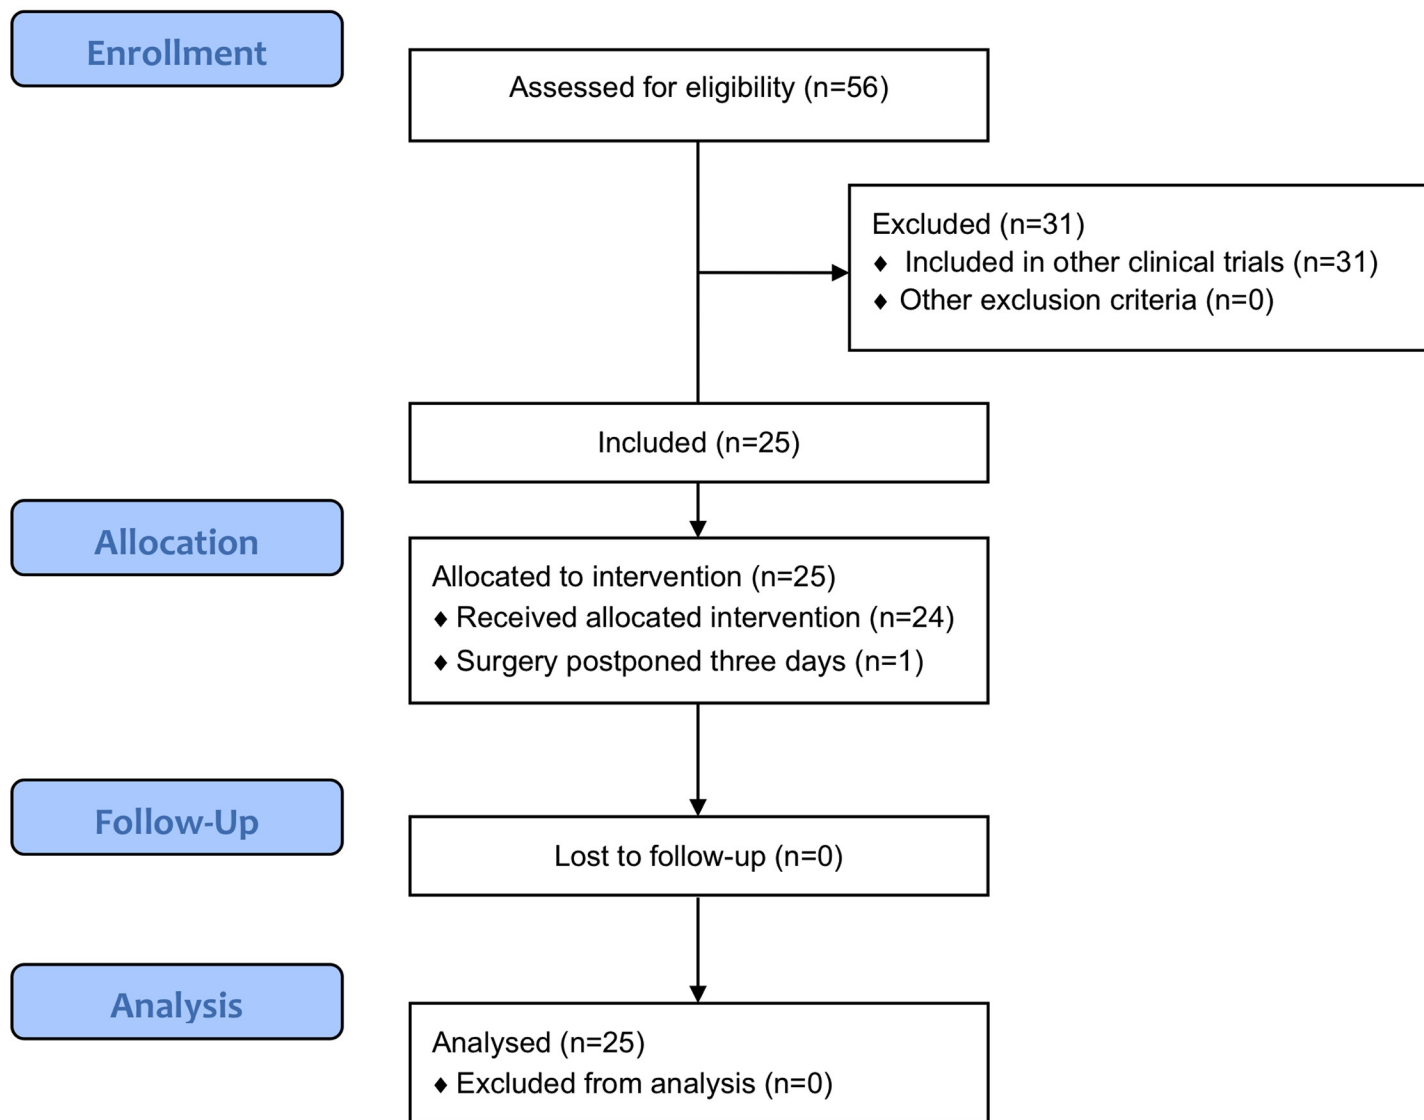 Enrollment
Assessed for eligibility (n=56)
Excluded (n=31)
♦ Included in other clinical trials (n=31)
♦ Other exclusion criteria (n=0)
Included (n=25)
Allocation
Allocated to intervention (n=25)
♦ Received allocated intervention (n=24)
♦ Surgery postponed three days (n=1)
Follow-Up
Lost to follow-up (n=0)
Analysis
Analysed (n=25)
♦ Excluded from analysis (n=0)